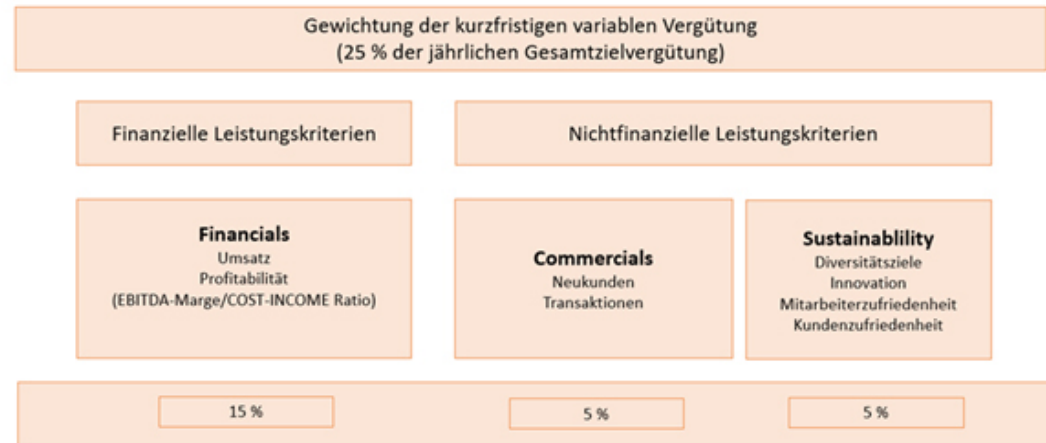 Gewichtung der kurzfristigen variablen Vergütung
(25 % der jährlichen Gesamtzielvergütung)
Finanzielle Leistungskriterien
Nichtfinanzielle Leistungskriterien
Financials
Umsatz
Profitabilität
(EBITDA-Marge/COST-INCOME Ratio)
Commercials
Neukunden
Transaktionen
Sustainablility
Diversitätsziele
Innovation
Mitarbeiterzufriedenheit
Kundenzufriedenheit
15 %
5 %
5 %